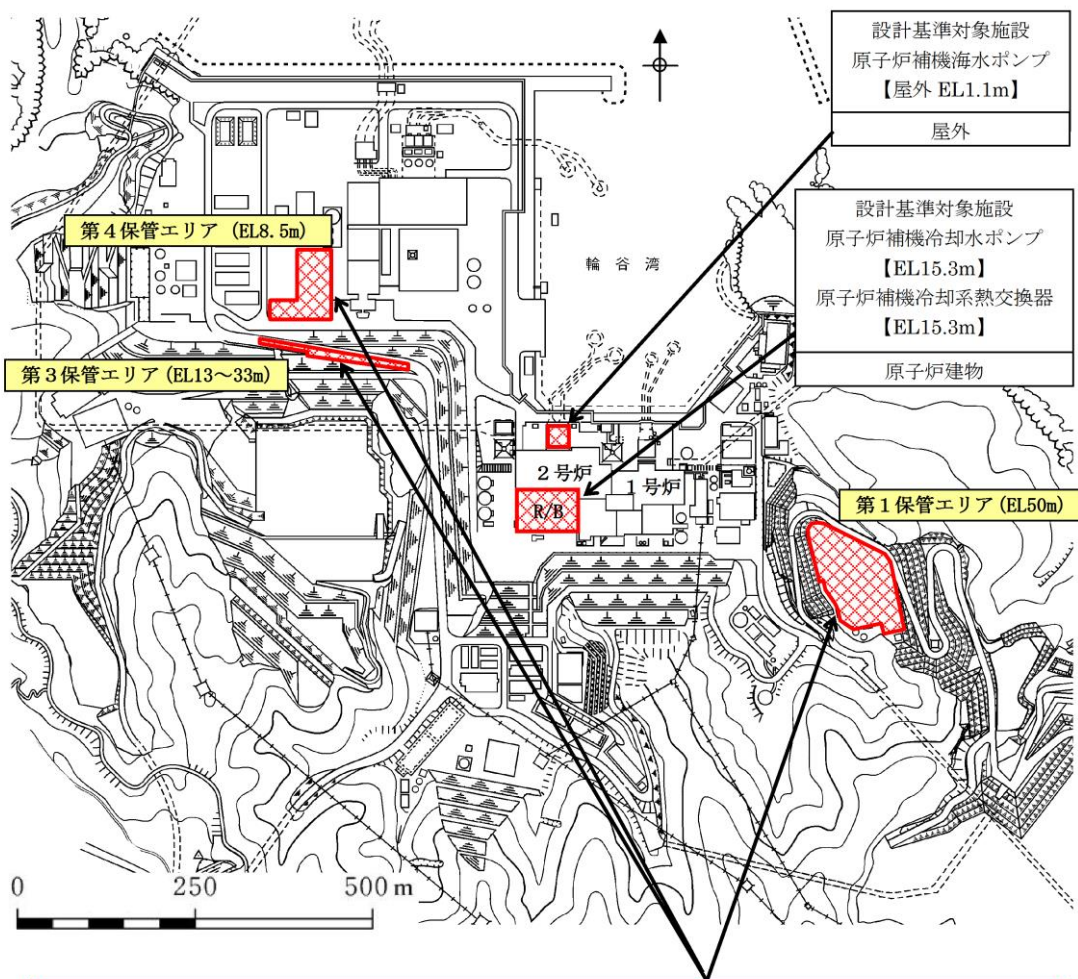 設計基準対象施設
原子炉補機海水ポンプ
【屋外 EL1.1m】
屋外
設計基準対象施設
原子炉補機冷却水ポンプ
【EL15.3m】
原子炉補機冷却系熱交換器
【EL15.3m】
原子炉建物
第4保管エリア (EL8.5m)
輪谷湾
第3保管エリア(EL13～33m)
2号炉
1号炉
R/B
第1保管エリア(EL50m)
0 250 500 m